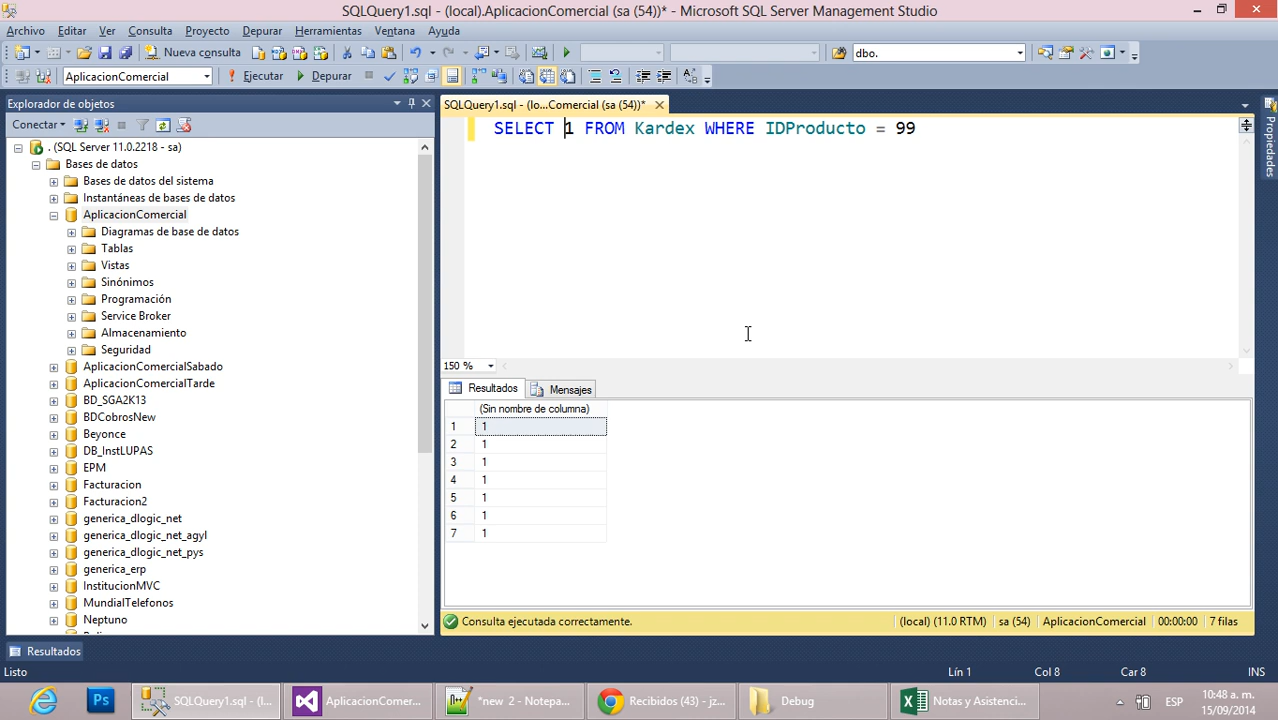 SQLQuery1.sql - (local).AplicacionComercial (sa (54))* - Microsoft SQL Server Management Studio
Archivo Editar Ver Consulta Proyecto Depurar Herramientas Ventana Ayuda
Nueva consulta dbo.
AplicacionComercial Ejecutar Depurar
Explorador de objetos
SQLQuery1.sql - (lo...Comercial (sa (54))*
Conectar
SELECT 1 FROM Kardex WHERE IDProducto = 99
. (SQL Server 11.0.2218 - sa)
Bases de datos
Bases de datos del sistema
Instantáneas de bases de datos
AplicacionComercial
Diagramas de base de datos
Tablas
Vistas
Sinónimos
Programación
Service Broker
Almacenamiento
Seguridad
AplicacionComercialSabado
AplicacionComercialTarde
BD_SGA2K13
BDCobrosNew
Beyonce
DB_InstLUPAS
EPM
Facturacion
Facturacion2
generica_dlogic_net
generica_dlogic_net_agyl
generica_dlogic_net_pys
generica_erp
InstitucionMVC
MundialTelefonos
Neptuno
Propiedades
150 %
Resultados Mensajes
(Sin nombre de columna)
1 1
2 1
3 1
4 1
5 1
6 1
7 1
Consulta ejecutada correctamente. (local) (11.0 RTM) sa (54) AplicacionComercial 00:00:00 7 filas
Resultados
Listo Lín 1 Col 8 Car 8 INS
SQLQuery1.sql - (l... AplicacionComer... *new 2 - Notepa... Recibidos (43) - jz... Debug Notas y Asistenci... ESP
10:48 a. m.
15/09/2014